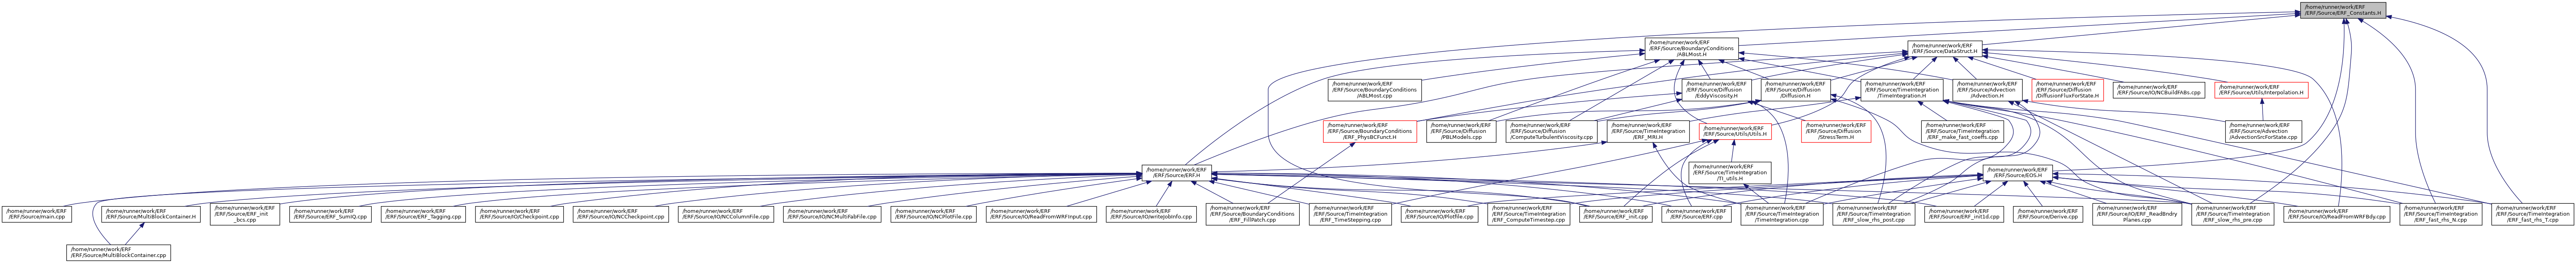 /home/runner/work/ERF
/ERF/Source/ERF_Constants.H
/home/runner/work/ERF
/ERF/Source/BoundaryConditions
/ABLMost.H
/home/runner/work/ERF
/ERF/Source/DataStruct.H
/home/runner/work/ERF
/ERF/Source/BoundaryConditions
/ABLMost.cpp
/home/runner/work/ERF
/ERF/Source/Diffusion
/EddyViscosity.H
/home/runner/work/ERF
/ERF/Source/Diffusion
/Diffusion.H
/home/runner/work/ERF
/ERF/Source/TimeIntegration
/TimeIntegration.H
/home/runner/work/ERF
/ERF/Source/Advection
/Advection.H
/home/runner/work/ERF
/ERF/Source/Diffusion
/DiffusionFluxForState.H
/home/runner/work/ERF
/ERF/Source/IO/NCBuildFABs.cpp
/home/runner/work/ERF
/ERF/Source/Utils/Interpolation.H
/home/runner/work/ERF
/ERF/Source/BoundaryConditions
/ERF_PhysBCFunct.H
/home/runner/work/ERF
/ERF/Source/Diffusion
/PBLModels.cpp
/home/runner/work/ERF
/ERF/Source/Diffusion
/ComputeTurbulentViscosity.cpp
/home/runner/work/ERF
/ERF/Source/TimeIntegration
/ERF_MRI.H
/home/runner/work/ERF
/ERF/Source/Utils/Utils.H
/home/runner/work/ERF
/ERF/Source/Diffusion
/StressTerm.H
/home/runner/work/ERF
/ERF/Source/TimeIntegration
/ERF_make_fast_coeffs.cpp
/home/runner/work/ERF
/ERF/Source/Advection
/AdvectionSrcForState.cpp
/home/runner/work/ERF
/ERF/Source/ERF.H
/home/runner/work/ERF
/ERF/Source/TimeIntegration
/TI_utils.H
/home/runner/work/ERF
/ERF/Source/EOS.H
/home/runner/work/ERF
/ERF/Source/main.cpp
/home/runner/work/ERF
/ERF/Source/MultiBlockContainer.H
/home/runner/work/ERF
/ERF/Source/ERF_init
_bcs.cpp
/home/runner/work/ERF
/ERF/Source/ERF_SumIQ.cpp
/home/runner/work/ERF
/ERF/Source/ERF_Tagging.cpp
/home/runner/work/ERF
/ERF/Source/IO/Checkpoint.cpp
/home/runner/work/ERF
/ERF/Source/IO/NCCheckpoint.cpp
/home/runner/work/ERF
/ERF/Source/IO/NCColumnFile.cpp
/home/runner/work/ERF
/ERF/Source/IO/NCMultiFabFile.cpp
/home/runner/work/ERF
/ERF/Source/IO/NCPlotFile.cpp
/home/runner/work/ERF
/ERF/Source/IO/ReadFromWRFInput.cpp
/home/runner/work/ERF
/ERF/Source/IO/writeJobInfo.cpp
/home/runner/work/ERF
/ERF/Source/BoundaryConditions
/ERF_FillPatch.cpp
/home/runner/work/ERF
/ERF/Source/TimeIntegration
/ERF_TimeStepping.cpp
/home/runner/work/ERF
/ERF/Source/IO/Plotfile.cpp
/home/runner/work/ERF
/ERF/Source/TimeIntegration
/ERF_ComputeTimestep.cpp
/home/runner/work/ERF
/ERF/Source/ERF_init.cpp
/home/runner/work/ERF
/ERF/Source/ERF.cpp
/home/runner/work/ERF
/ERF/Source/TimeIntegration
/TimeIntegration.cpp
/home/runner/work/ERF
/ERF/Source/TimeIntegration
/ERF_slow_rhs_post.cpp
/home/runner/work/ERF
/ERF/Source/ERF_init1d.cpp
/home/runner/work/ERF
/ERF/Source/Derive.cpp
/home/runner/work/ERF
/ERF/Source/IO/ERF_ReadBndry
Planes.cpp
/home/runner/work/ERF
/ERF/Source/TimeIntegration
/ERF_slow_rhs_pre.cpp
/home/runner/work/ERF
/ERF/Source/IO/ReadFromWRFBdy.cpp
/home/runner/work/ERF
/ERF/Source/TimeIntegration
/ERF_fast_rhs_N.cpp
/home/runner/work/ERF
/ERF/Source/TimeIntegration
/ERF_fast_rhs_T.cpp
/home/runner/work/ERF
/ERF/Source/MultiBlockContainer.cpp